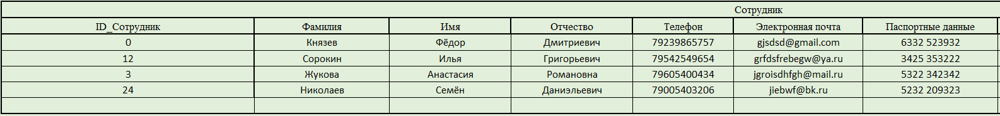 Сотрудник
ID_Сотрудник Фамилия Имя Отчество Телефон Электронная почта Паспортные данные
0 Князев Фёдор Дмитриевич 79239865757 gjsdsd@gmail.com 6332 523932
12 Сорокин Илья Григорьевич 79542549654 grfdsfrebegw@ya.ru 3425 353222
3 Жукова Анастасия Романовна 79605400434 jgroisdhfgh@mail.ru 5322 342342
24 Николаев Семён Даниэльевич 79005403206 jiebwf@bk.ru 5232 209323